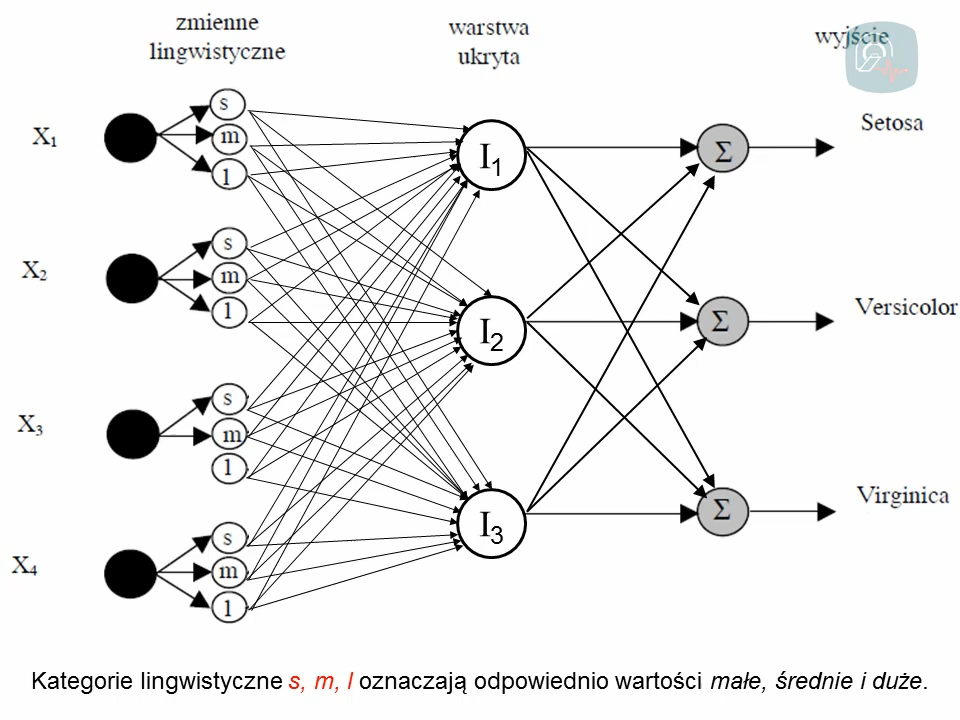 zmienne
lingwistyczne
warstwa
ukryta
wyjście
X1
s
m
l
I1
Σ
Setosa
X2
s
m
l
I2
Σ
Versicolor
X3
s
m
l
I3
Σ
Virginica
X4
s
m
l
Kategorie lingwistyczne s, m, l oznaczają odpowiednio wartości małe, średnie i duże.